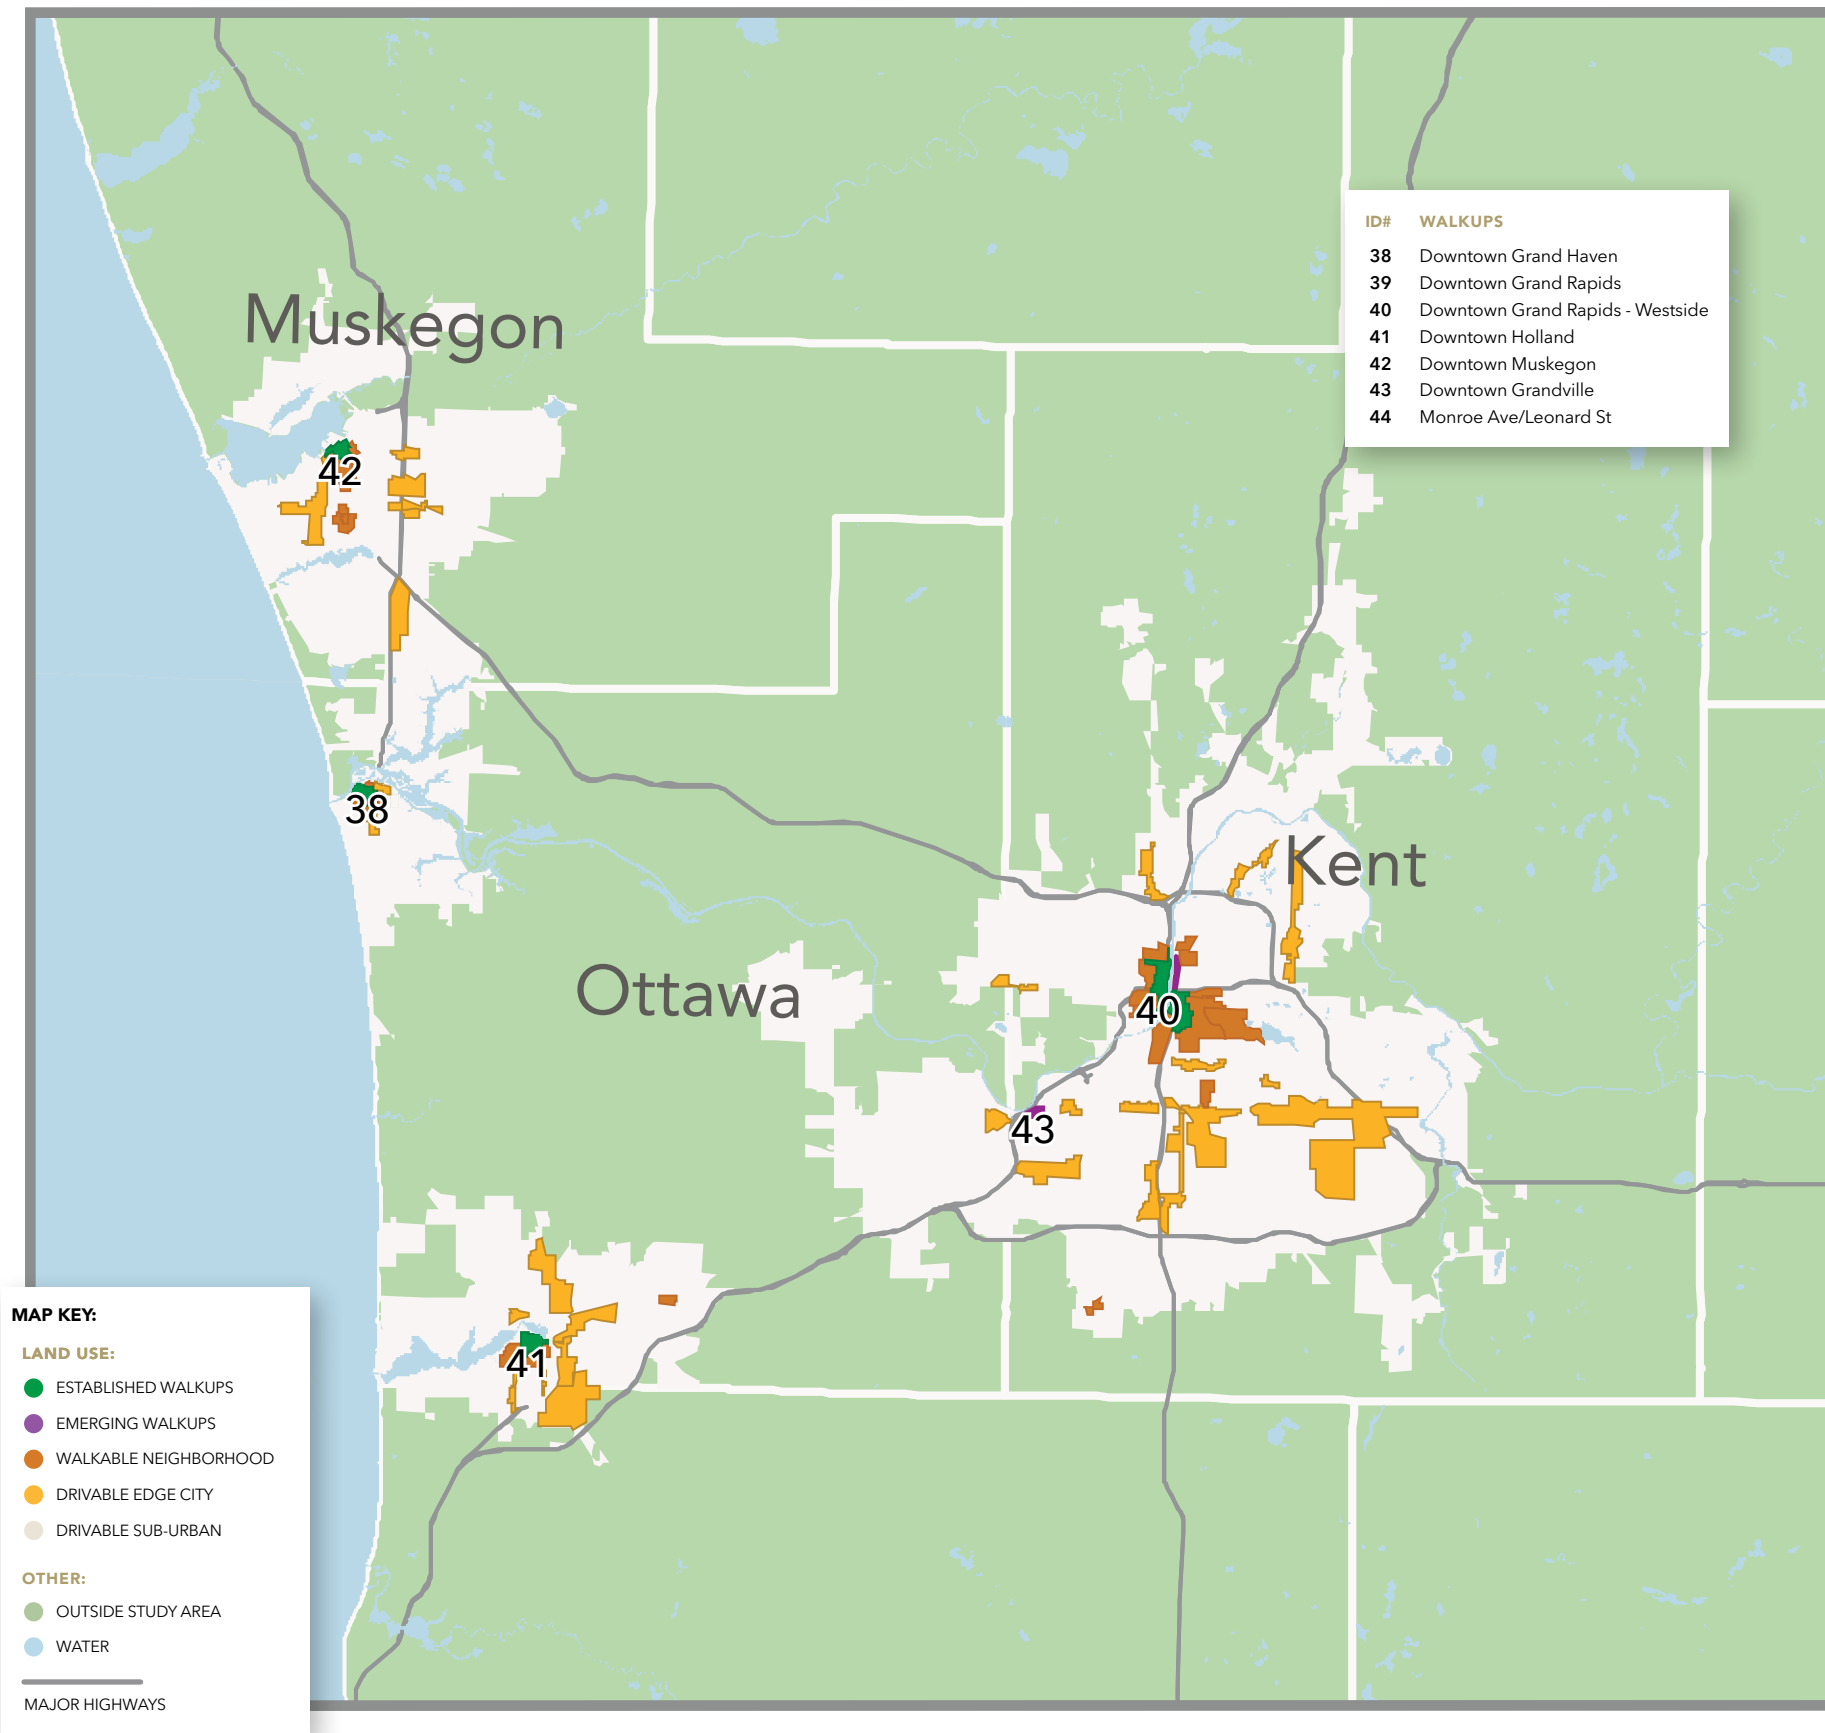 ID# WALKUPS
38 Downtown Grand Haven
39 Downtown Grand Rapids
40 Downtown Grand Rapids - Westside
41 Downtown Holland
42 Downtown Muskegon
43 Downtown Grandville
44 Monroe Ave/Leonard St
Muskegon
42
38
Kent
Ottawa
40
43
41
MAP KEY:
LAND USE:
ESTABLISHED WALKUPS
EMERGING WALKUPS
WALKABLE NEIGHBORHOOD
DRIVABLE EDGE CITY
DRIVABLE SUB-URBAN
OTHER:
OUTSIDE STUDY AREA
WATER
MAJOR HIGHWAYS